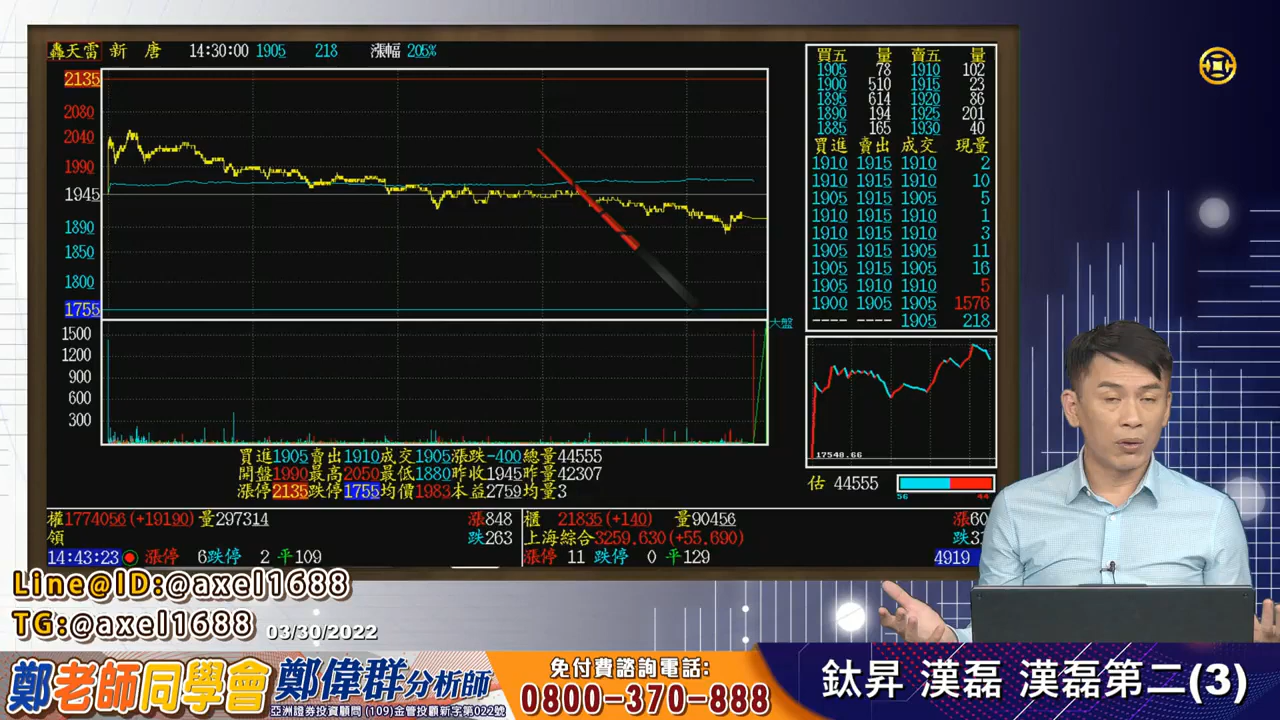 轟天雷 新 唐 14:30:00 1905 218 漲幅 205%
2135
2080
2040
1990
1945
1890
1850
1800
1755
1500
1200
900
600
300
大盤
買五 量 賣五 量
1905 78 1910 102
1900 510 1915 23
1895 614 1920 86
1890 194 1925 201
1885 165 1930 40
買進 賣出 成交 現量
1910 1915 1910 2
1910 1915 1910 10
1905 1915 1905 5
1910 1915 1910 1
1910 1915 1910 3
1905 1915 1905 11
1905 1915 1905 16
1905 1910 1905 5
1900 1905 1905 1576
---- ---- 1905 218
17548.66
估 44555
56 44
買進1905賣出1910成交1905漲跌-400總量44555
開盤1990最高2050最低1880昨收1945昨量42307
漲停2135跌停1755均價1983本益2759均量3
權1774056(+19190)量297314 漲848
領 跌263
14:43:23 漲停 6跌停 2平109
櫃 21835(+140) 量90456 漲60
上海綜合3259.630(+55.690) 跌3
漲停 11 跌停 0平129 4919
Line@ID:@axel1688
TG:@axel1688
03/30/2022
鄭老師同學會
鄭偉群分析師
亞洲證券投資顧問 (109)金管投顧新字第022號
免付費諮詢電話:
0800-370-888
鈦昇 漢磊 漢磊第二(3)